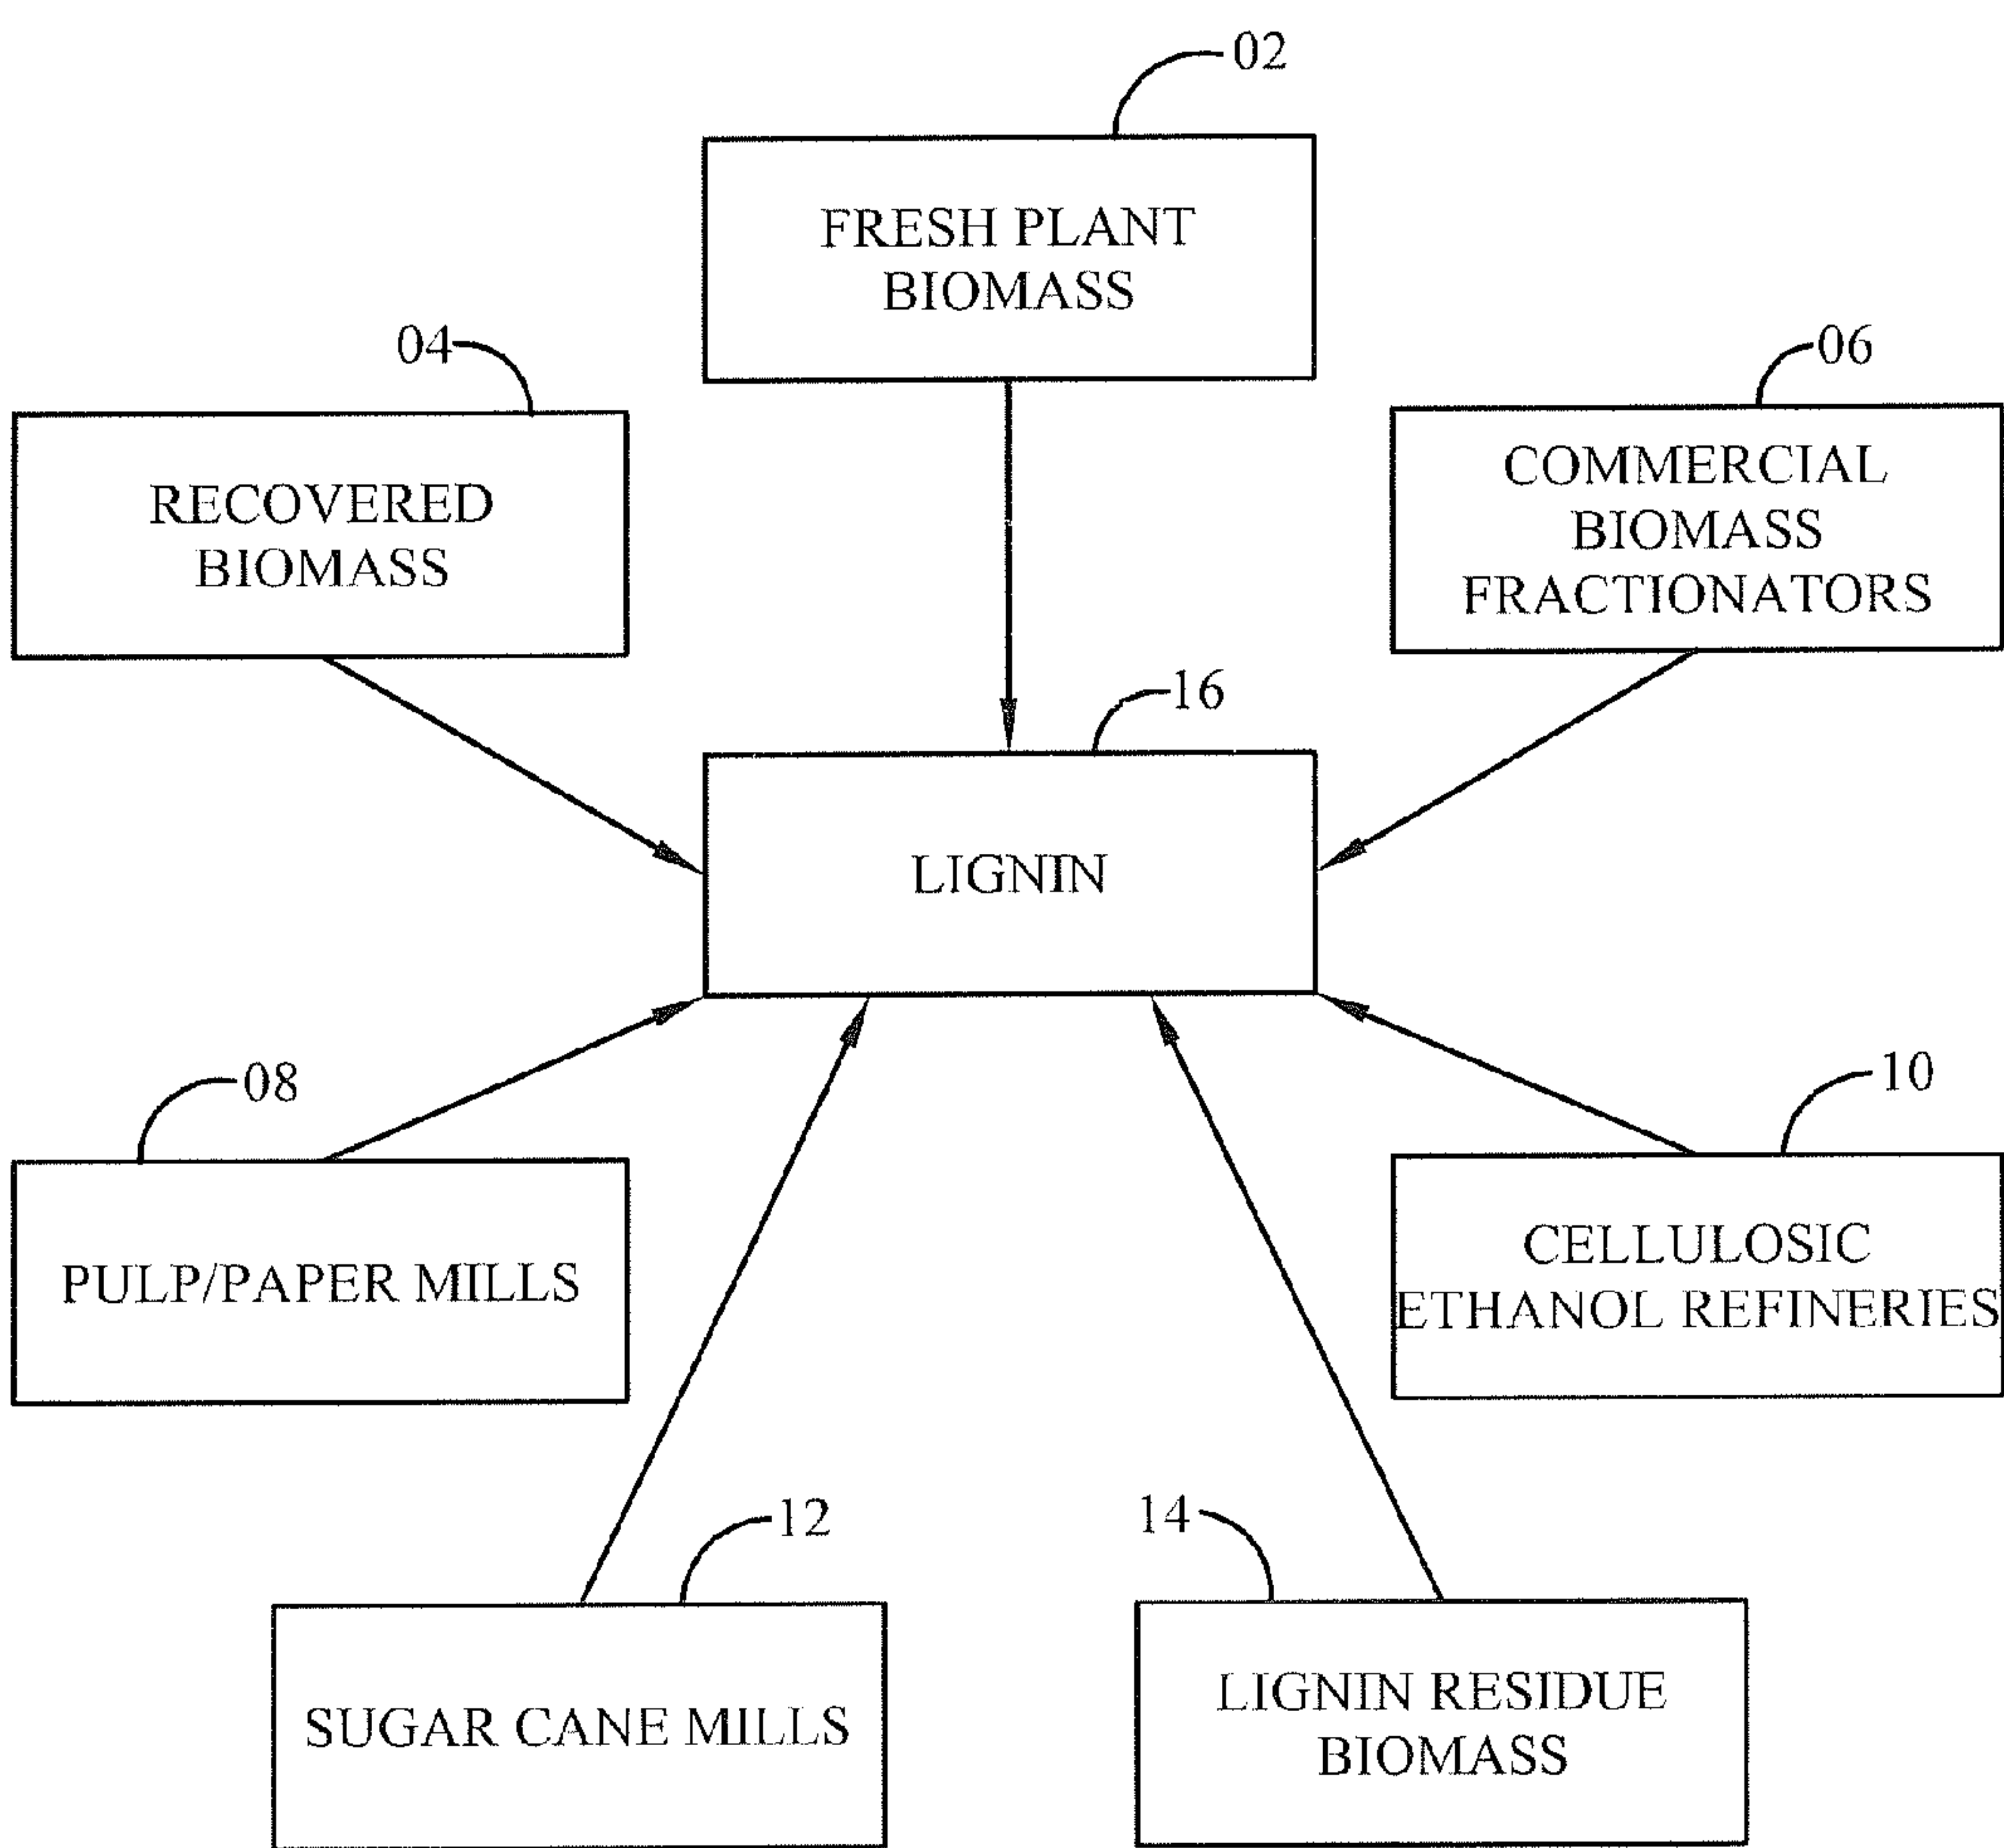 02
FRESH PLANT
BIOMASS
04
RECOVERED
BIOMASS
06
COMMERCIAL
BIOMASS
FRACTIONATORS
16
LIGNIN
08
PULP/PAPER MILLS
10
CELLULOSIC
ETHANOL REFINERIES
12
SUGAR CANE MILLS
14
LIGNIN RESIDUE
BIOMASS